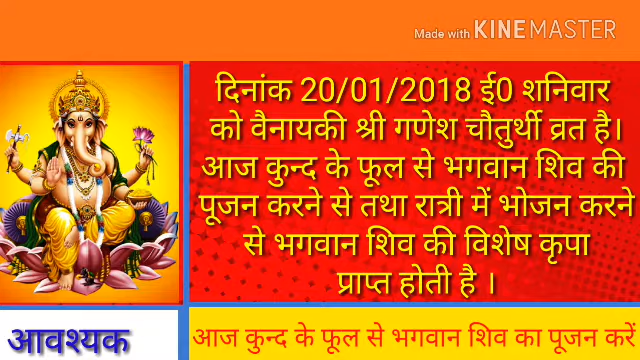 Made with KINEMASTER
दिनांक 20/01/2018 ई0 शनिवार
को वैनायकी श्री गणेश चौतुर्थी व्रत है।
आज कुन्द के फूल से भगवान शिव की
पूजन करने से तथा रात्री में भोजन करने
से भगवान शिव की विशेष कृपा
प्राप्त होती है ।
आवश्यक
आज कुन्द के फूल से भगवान शिव का पूजन करें